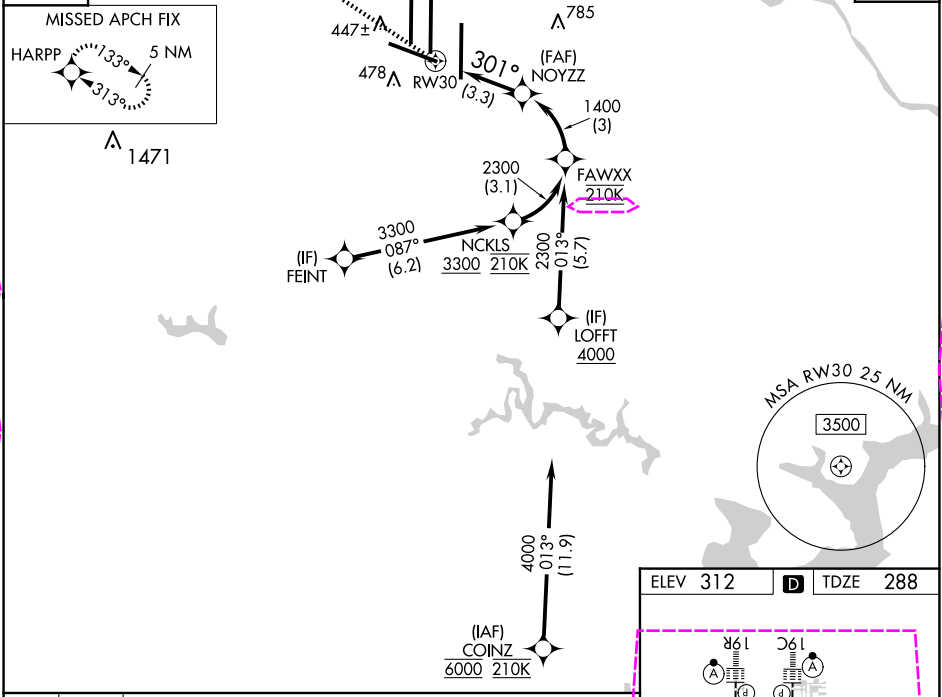 MISSED APCH FIX
HARPP
133°
5 NM
313°
1471
447±
785
478
RW30
301°
(3.3)
(FAF)
NOYZZ
1400
(3)
2300
(3.1)
FAWXX
210K
3300
087°
(6.2)
(IF)
FEINT
NCKLS
3300 210K
2300
013°
(5.7)
(IF)
LOFFT
4000
MSA RW30 25 NM
3500
4000
013°
(11.9)
(IAF)
COINZ
6000 210K
ELEV 312 D TDZE 288
19R 19C
A A
P P